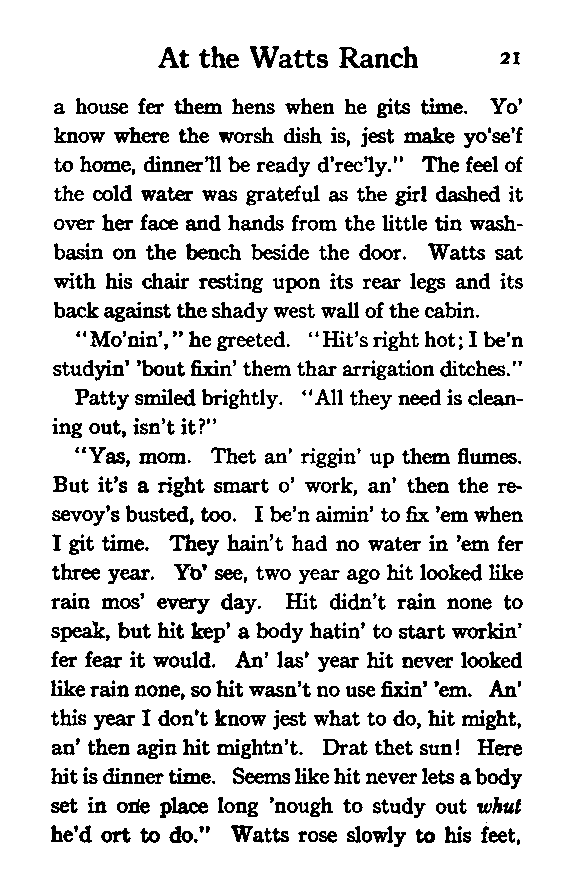 At the Watts Ranch 21
a house fer them hens when he gits time. Yo'
know where the worsh dish is, jest make yo'se'f
to home, dinner'll be ready d'rec'ly." The feel of
the cold water was grateful as the girl dashed it
over her face and hands from the little tin wash-
basin on the bench beside the door. Watts sat
with his chair resting upon its rear legs and its
back against the shady west wall of the cabin.
"Mo'nin'," he greeted. "Hit's right hot; I be'n
studyin' 'bout fixin' them thar arrigation ditches."
Patty smiled brightly. "All they need is clean-
ing out, isn't it?"
"Yas, mom. Thet an' riggin' up them flumes.
But it's a right smart o' work, an' then the re-
sevoy's busted, too. I be'n aimin' to fix 'em when
I git time. They hain't had no water in 'em fer
three year. Yo' see, two year ago hit looked like
rain mos' every day. Hit didn't rain none to
speak, but hit kep' a body hatin' to start workin'
fer fear it would. An' las' year hit never looked
like rain none, so hit wasn't no use fixin' 'em. An'
this year I don't know jest what to do, hit might,
an' then agin hit mightn't. Drat thet sun! Here
hit is dinner time. Seems like hit never lets a body
set in one place long 'nough to study out whut
he'd ort to do." Watts rose slowly to his feet,